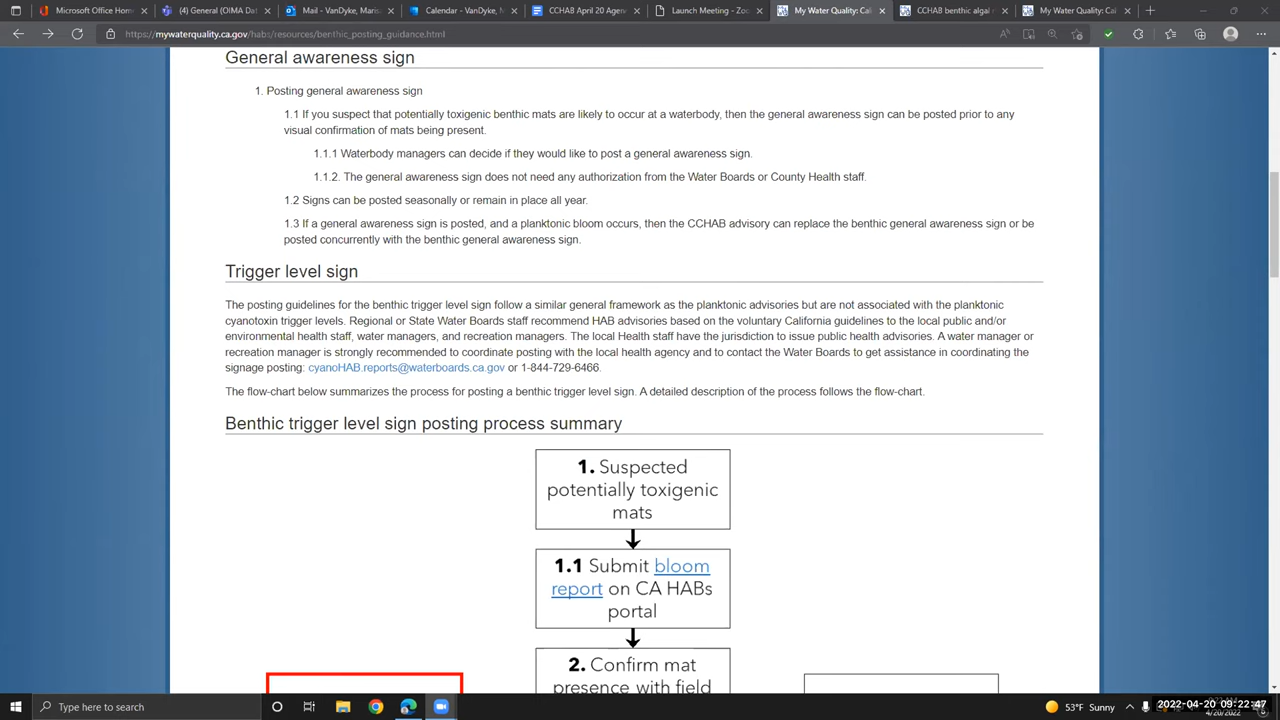 Microsoft Office Home
General (OIMA Dat
Mail - VanDyke, Maris
Calendar - VanDyke, M
CCHAB April 20 Agen
Launch Meeting - Zoo
My Water Quality: Cal
CCHAB benthic algal
My Water Quality: Cal
https://mywaterquality.ca.gov/habs/resources/benthic_posting_guidance.html
General awareness sign
1. Posting general awareness sign
1.1 If you suspect that potentially toxigenic benthic mats are likely to occur at a waterbody, then the general awareness sign can be posted prior to any
visual confirmation of mats being present.
1.1.1 Waterbody managers can decide if they would like to post a general awareness sign.
1.1.2. The general awareness sign does not need any authorization from the Water Boards or County Health staff.
1.2 Signs can be posted seasonally or remain in place all year.
1.3 If a general awareness sign is posted, and a planktonic bloom occurs, then the CCHAB advisory can replace the benthic general awareness sign or be
posted concurrently with the benthic general awareness sign.
Trigger level sign
The posting guidelines for the benthic trigger level sign follow a similar general framework as the planktonic advisories but are not associated with the planktonic
cyanotoxin trigger levels. Regional or State Water Boards staff recommend HAB advisories based on the voluntary California guidelines to the local public and/or
environmental health staff, water managers, and recreation managers. The local Health staff have the jurisdiction to issue public health advisories. A water manager or
recreation manager is strongly recommended to coordinate posting with the local health agency and to contact the Water Boards to get assistance in coordinating the
signage posting: cyanoHAB.reports@waterboards.ca.gov or 1-844-729-6466.
The flow-chart below summarizes the process for posting a benthic trigger level sign. A detailed description of the process follows the flow-chart.
Benthic trigger level sign posting process summary
1. Suspected
potentially toxigenic
mats
1.1 Submit bloom
report on CA HABs
portal
2. Confirm mat
presence with field
Type here to search
53°F Sunny
2022-04-20 09:22:47
4/20/2022